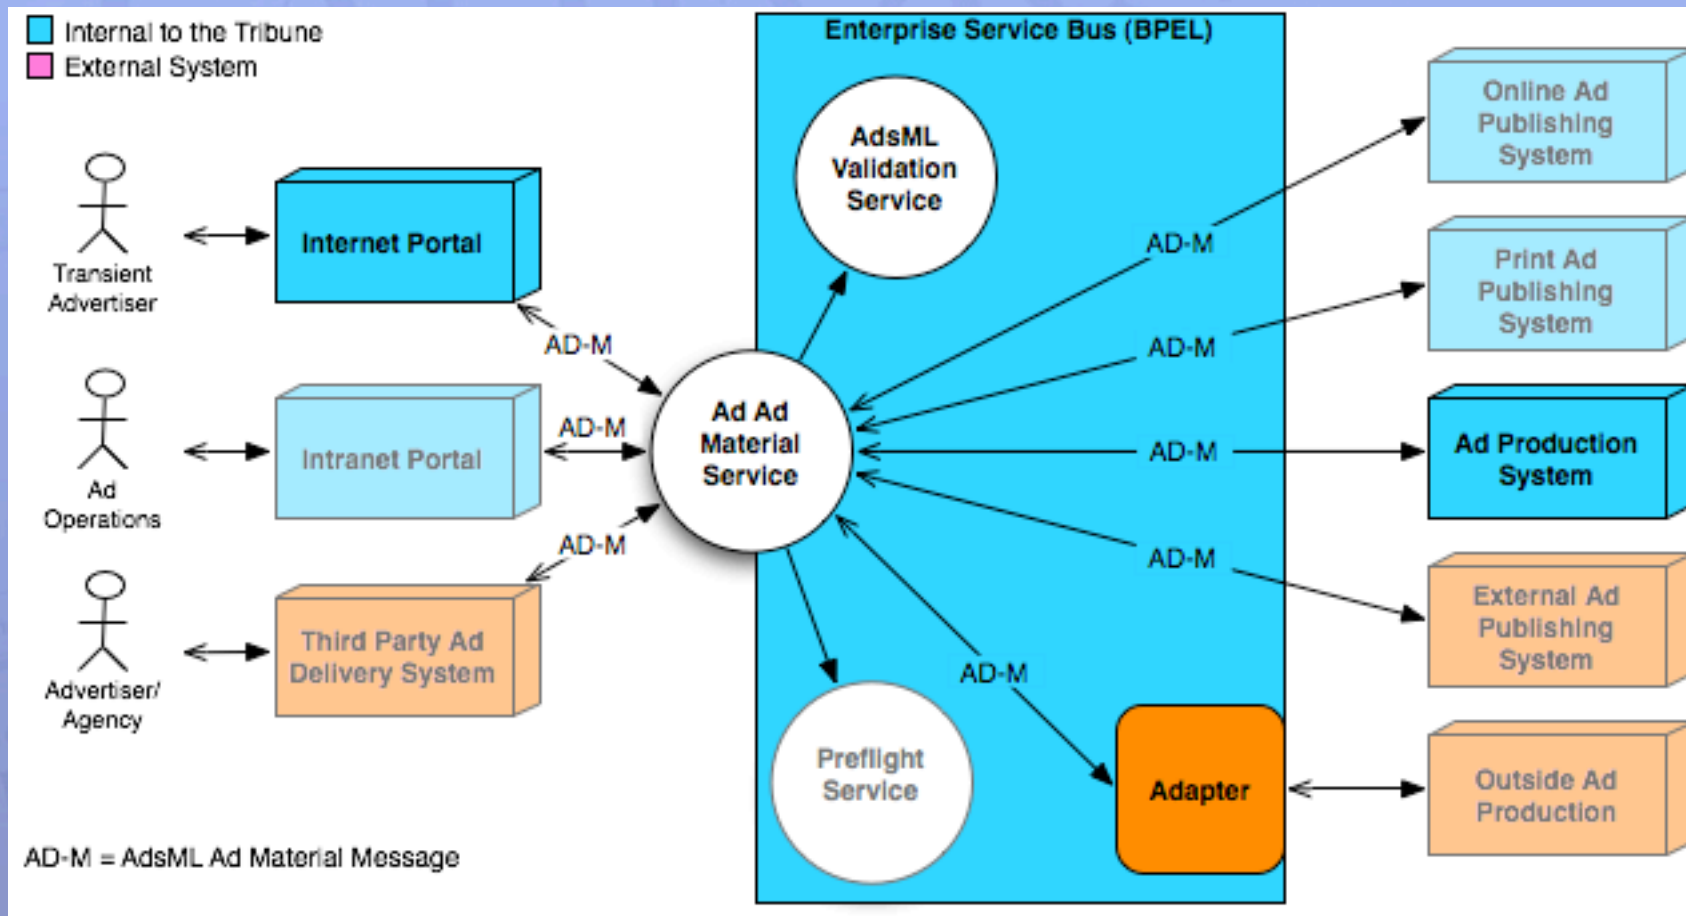 Internal to the Tribune
External System
Enterprise Service Bus (BPEL)
AdsML
Validation
Service
Online Ad
Publishing
System
Transient
Advertiser
Internet Portal
AD-M
AD-M
Print Ad
Publishing
System
AD-M
Ad
Operations
Intranet Portal
AD-M
Ad Ad
Material
Service
AD-M
Ad Production
System
Advertiser/
Agency
Third Party Ad
Delivery System
AD-M
AD-M
External Ad
Publishing
System
AD-M
Preflight
Service
Adapter
Outside Ad
Production
AD-M = AdsML Ad Material Message